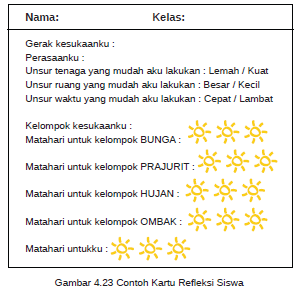 Nama: Kelas:
Gerak kesukaanku :
Perasaanku :
Unsur tenaga yang mudah aku lakukan : Lemah / Kuat
Unsur ruang yang mudah aku lakukan : Besar / Kecil
Unsur waktu yang mudah aku lakukan : Cepat / Lambat
Kelompok kesukaanku :
Matahari untuk kelompok BUNGA :
Matahari untuk kelompok PRAJURIT :
Matahari untuk kelompok HUJAN :
Matahari untuk kelompok OMBAK :
Matahari untukku :
Gambar 4.23 Contoh Kartu Refleksi Siswa